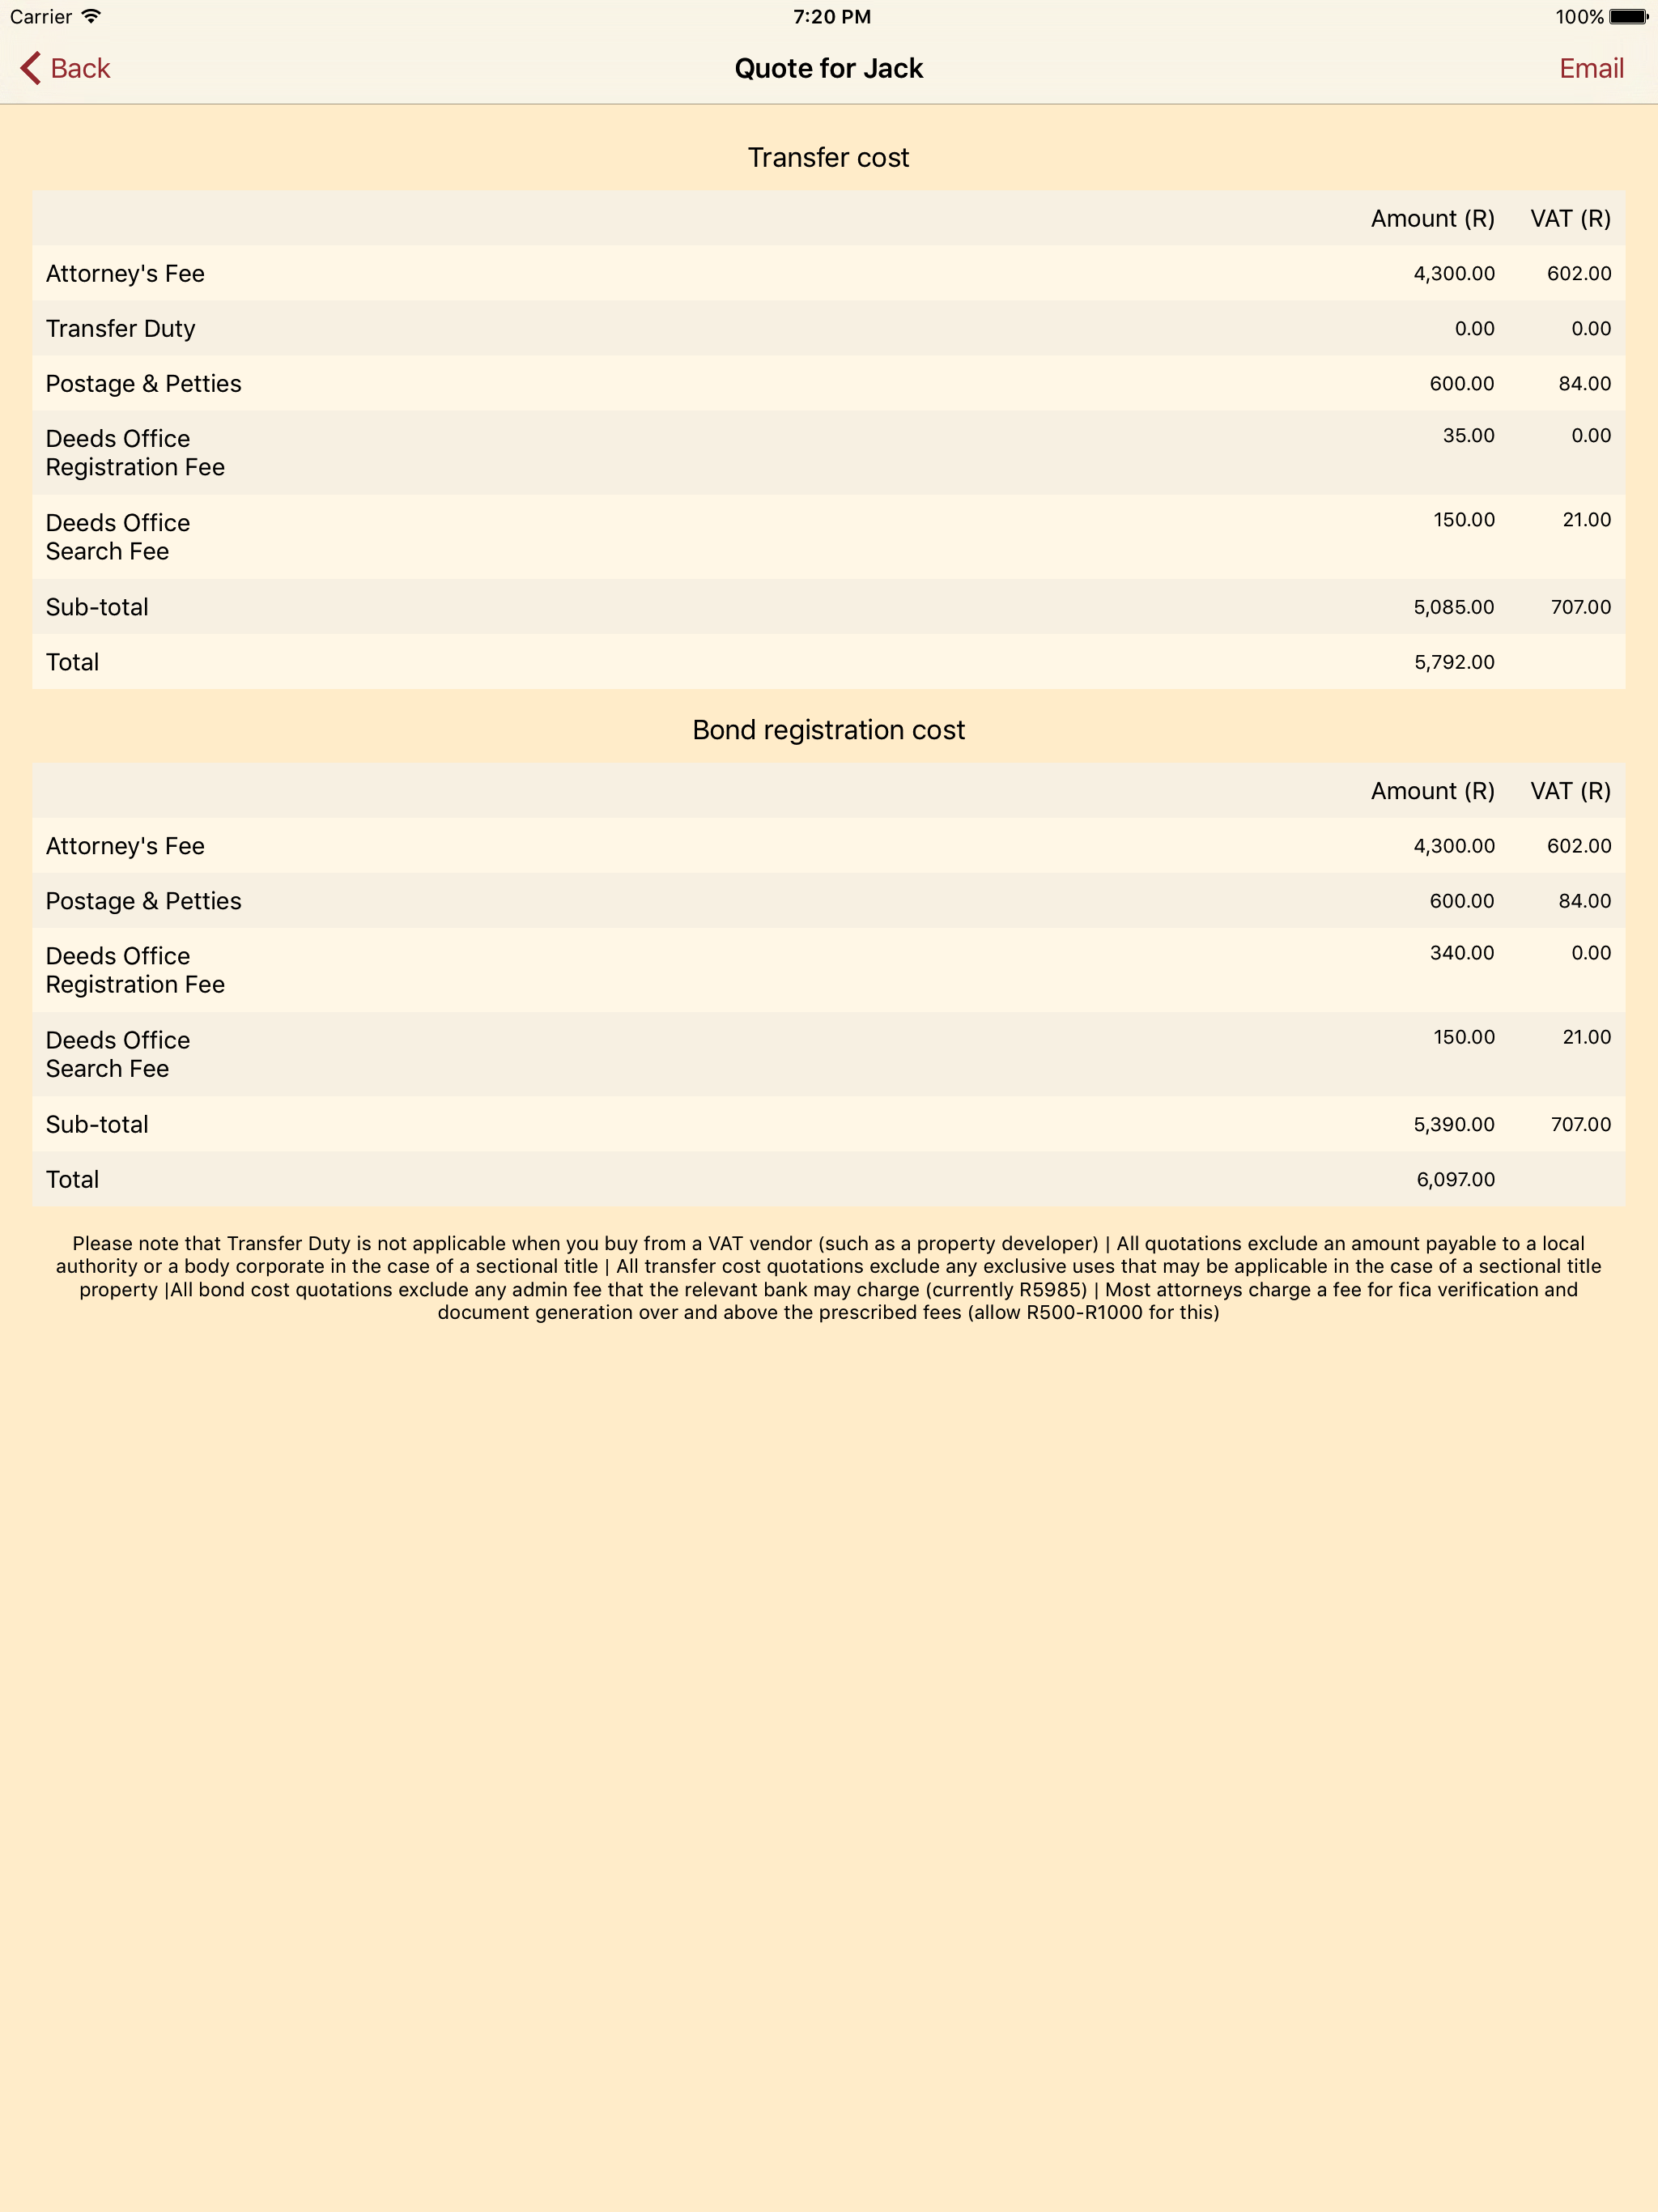 Carrier 7:20 PM 100%
Back Quote for Jack Email
Transfer cost
Amount (R) VAT (R)
Attorney's Fee 4,300.00 602.00
Transfer Duty 0.00 0.00
Postage & Petties 600.00 84.00
Deeds Office 35.00 0.00
Registration Fee
Deeds Office 150.00 21.00
Search Fee
Sub-total 5,085.00 707.00
Total 5,792.00
Bond registration cost
Amount (R) VAT (R)
Attorney's Fee 4,300.00 602.00
Postage & Petties 600.00 84.00
Deeds Office 340.00 0.00
Registration Fee
Deeds Office 150.00 21.00
Search Fee
Sub-total 5,390.00 707.00
Total 6,097.00
Please note that Transfer Duty is not applicable when you buy from a VAT vendor (such as a property developer) | All quotations exclude an amount payable to a local
authority or a body corporate in the case of a sectional title | All transfer cost quotations exclude any exclusive uses that may be applicable in the case of a sectional title
property |All bond cost quotations exclude any admin fee that the relevant bank may charge (currently R5985) | Most attorneys charge a fee for fica verification and
document generation over and above the prescribed fees (allow R500-R1000 for this)